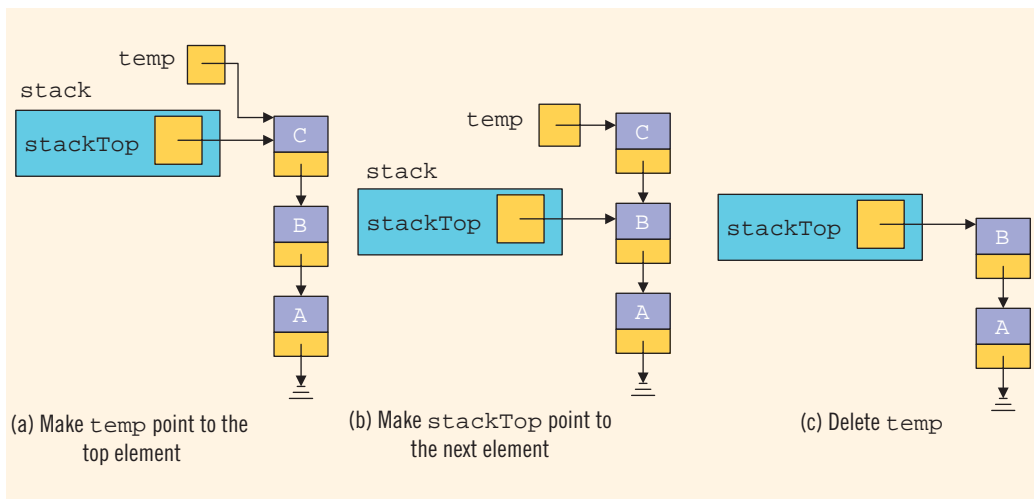 temp
stack
stackTop
C
B
A
(a) Make temp point to the
top element
temp
C
stack
stackTop
B
A
(b) Make stackTop point to
the next element
stackTop
B
A
(c) Delete temp